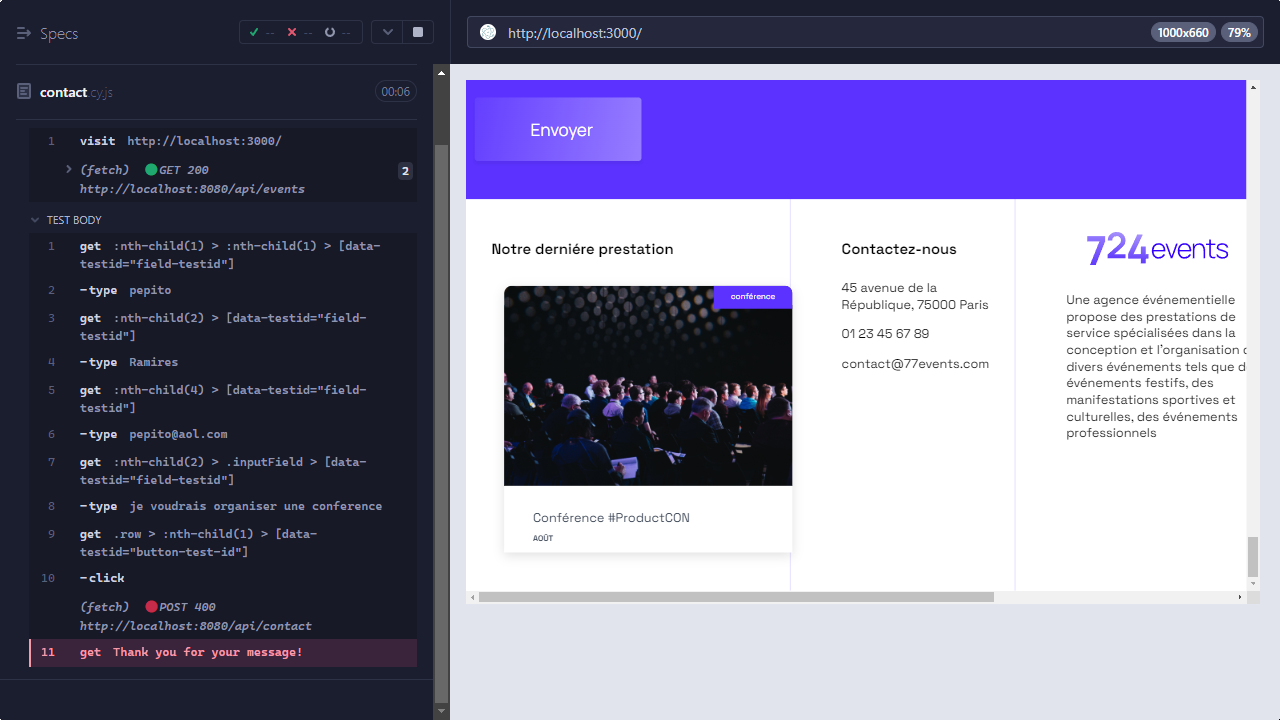 Specs
-- -- --
contact.cy.js
00:06
1 visit http://localhost:3000/
(fetch) GET 200
http://localhost:8080/api/events
2
TEST BODY
1 get :nth-child(1) > :nth-child(1) > [data-
testid="field-testid"]
2 -type pepito
3 get :nth-child(2) > [data-testid="field-
testid"]
4 -type Ramires
5 get :nth-child(4) > [data-testid="field-
testid"]
6 -type pepito@aol.com
7 get :nth-child(2) > .inputField > [data-
testid="field-testid"]
8 -type je voudrais organiser une conference
9 get .row > :nth-child(1) > [data-
testid="button-test-id"]
10 -click
(fetch) POST 400
http://localhost:8080/api/contact
11 get Thank you for your message!
http://localhost:3000/
1000x660
79%
Envoyer
Notre derniére prestation
conférence
Conférence #ProductCON
AOÛT
Contactez-nous
45 avenue de la
République, 75000 Paris
01 23 45 67 89
contact@77events.com
724 events
Une agence événementielle
propose des prestations de
service spécialisées dans la
conception et l'organisation
divers événements tels que d
événements festifs, des
manifestations sportives et
culturelles, des événements
professionnels